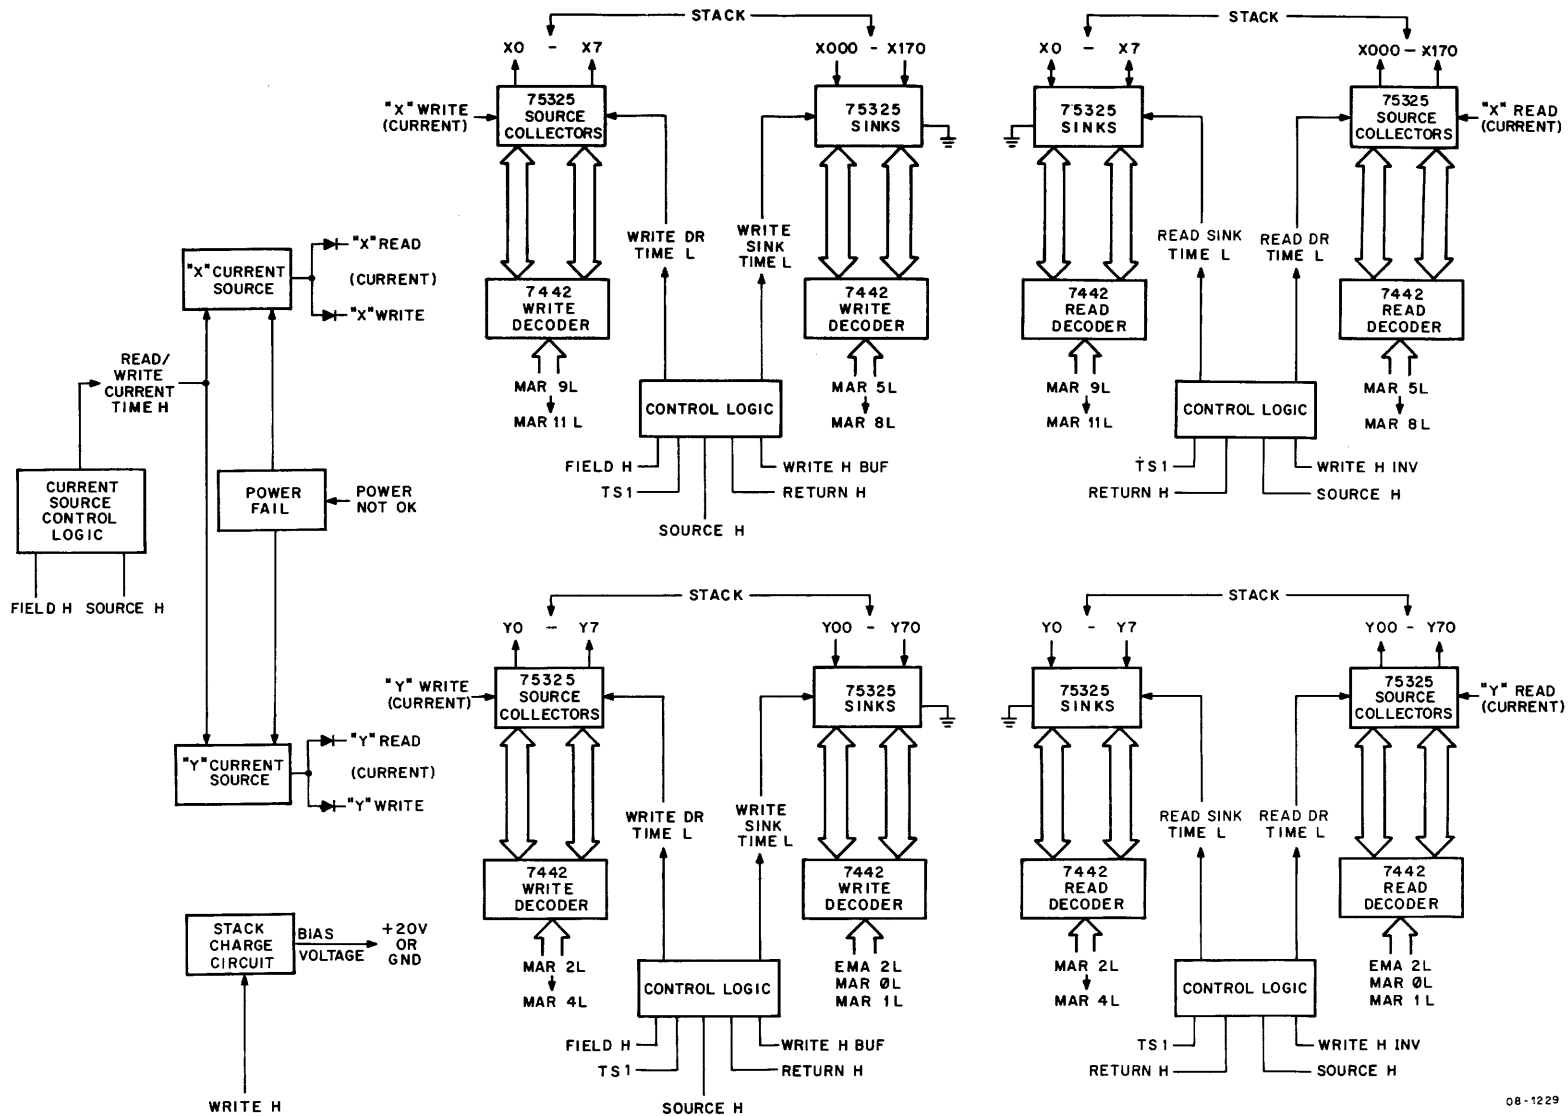 STACK
X0 - X7
X000 - X170
"X" WRITE
(CURRENT)
75325
SOURCE
COLLECTORS
75325
SINKS
WRITE DR
TIME L
WRITE
SINK
TIME L
7442
WRITE
DECODER
7442
WRITE
DECODER
MAR 9L
MAR 11 L
MAR 5L
MAR 8L
CONTROL LOGIC
FIELD H
TS1
SOURCE H
RETURN H
WRITE H BUF
STACK
X0 - X7
X000 - X170
75325
SINKS
75325
SOURCE
COLLECTORS
"X" READ
(CURRENT)
READ SINK
TIME L
READ DR
TIME L
7442
READ
DECODER
7442
READ
DECODER
MAR 9L
MAR 11L
MAR 5L
MAR 8L
CONTROL LOGIC
TS1
RETURN H
SOURCE H
WRITE H INV
"X" CURRENT
SOURCE
"X" READ
(CURRENT)
"X" WRITE
READ/
WRITE
CURRENT
TIME H
CURRENT
SOURCE
CONTROL
LOGIC
FIELD H
SOURCE H
POWER
FAIL
POWER
NOT OK
"Y" CURRENT
SOURCE
"Y" READ
(CURRENT)
"Y" WRITE
STACK
CHARGE
CIRCUIT
BIAS
VOLTAGE
+20V
OR
GND
WRITE H
STACK
Y0 - Y7
Y00 - Y70
"Y" WRITE
(CURRENT)
75325
SOURCE
COLLECTORS
75325
SINKS
WRITE DR
TIME L
WRITE
SINK
TIME L
7442
WRITE
DECODER
7442
WRITE
DECODER
MAR 2L
MAR 4L
EMA 2L
MAR ØL
MAR 1L
CONTROL LOGIC
FIELD H
TS1
SOURCE H
RETURN H
WRITE H BUF
STACK
Y0 - Y7
Y00 - Y70
75325
SINKS
75325
SOURCE
COLLECTORS
"Y" READ
(CURRENT)
READ SINK
TIME L
READ DR
TIME L
7442
READ
DECODER
7442
READ
DECODER
MAR 2L
MAR 4L
EMA 2L
MAR ØL
MAR 1L
CONTROL LOGIC
TS1
RETURN H
SOURCE H
WRITE H INV
08-1229